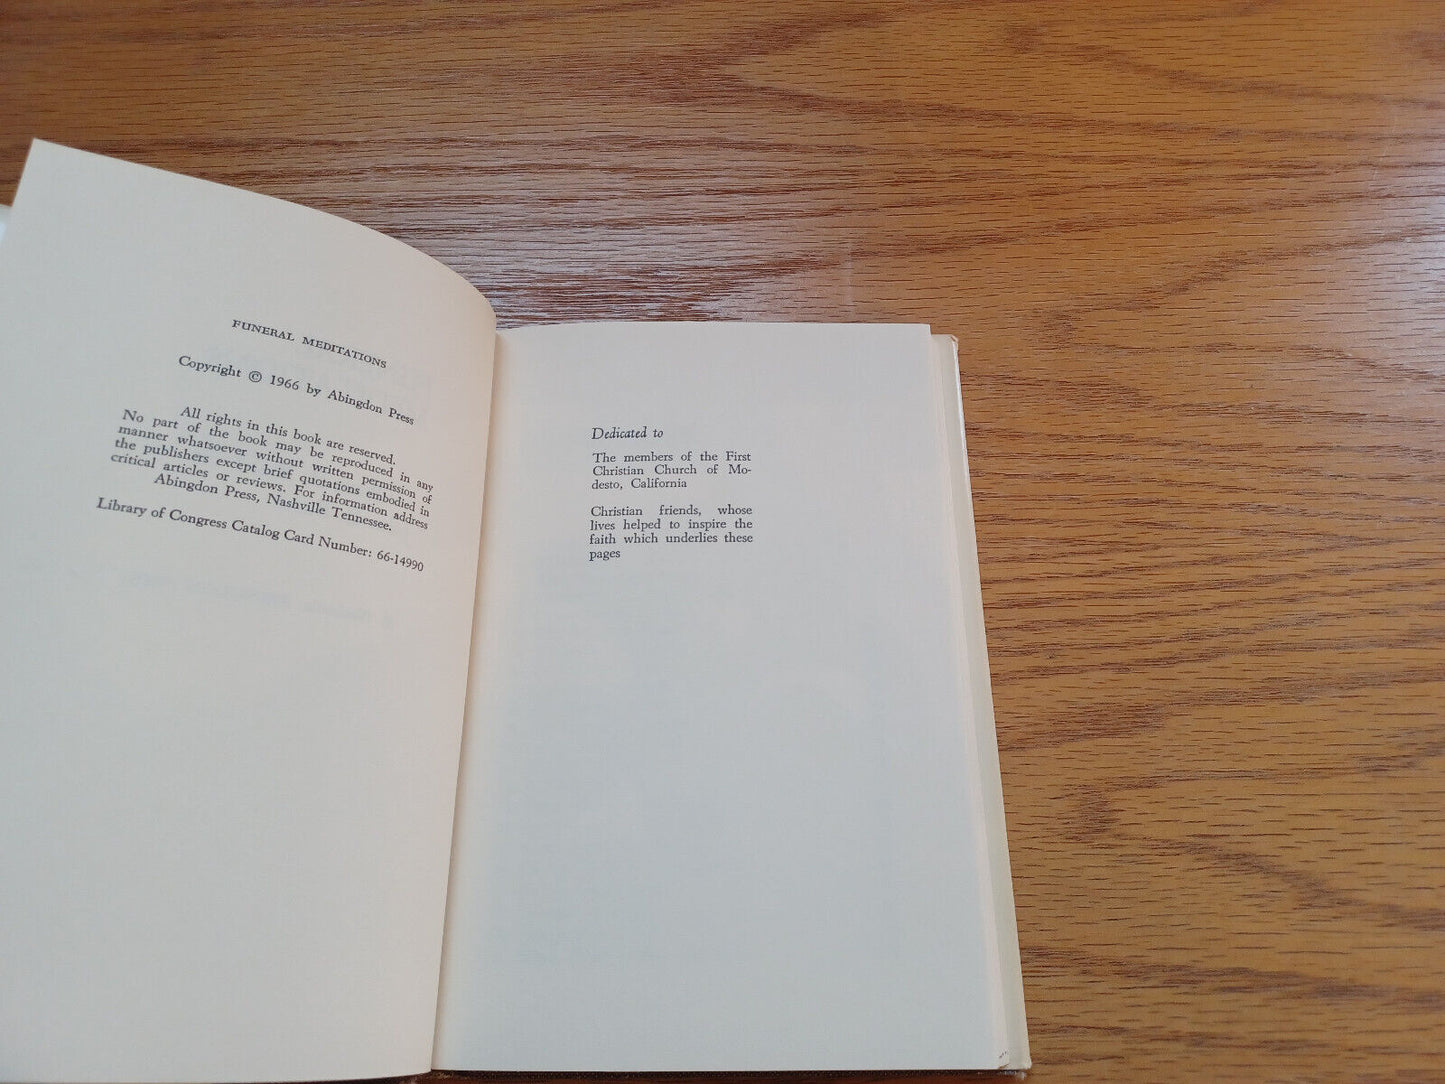 FUNERAL MEDITATIONS
Copyright © 1966 by Abingdon Press
All rights in this book are reserved.
No part of the book may be reproduced in any
manner whatsoever without written permission of
the publishers except brief quotations embodied in
critical articles or reviews. For information address
Abingdon Press, Nashville Tennessee.
Library of Congress Catalog Card Number: 66-14990
Dedicated to
The members of the First
Christian Church of Mo-
desto, California
Christian friends, whose
lives helped to inspire the
faith which underlies these
pages